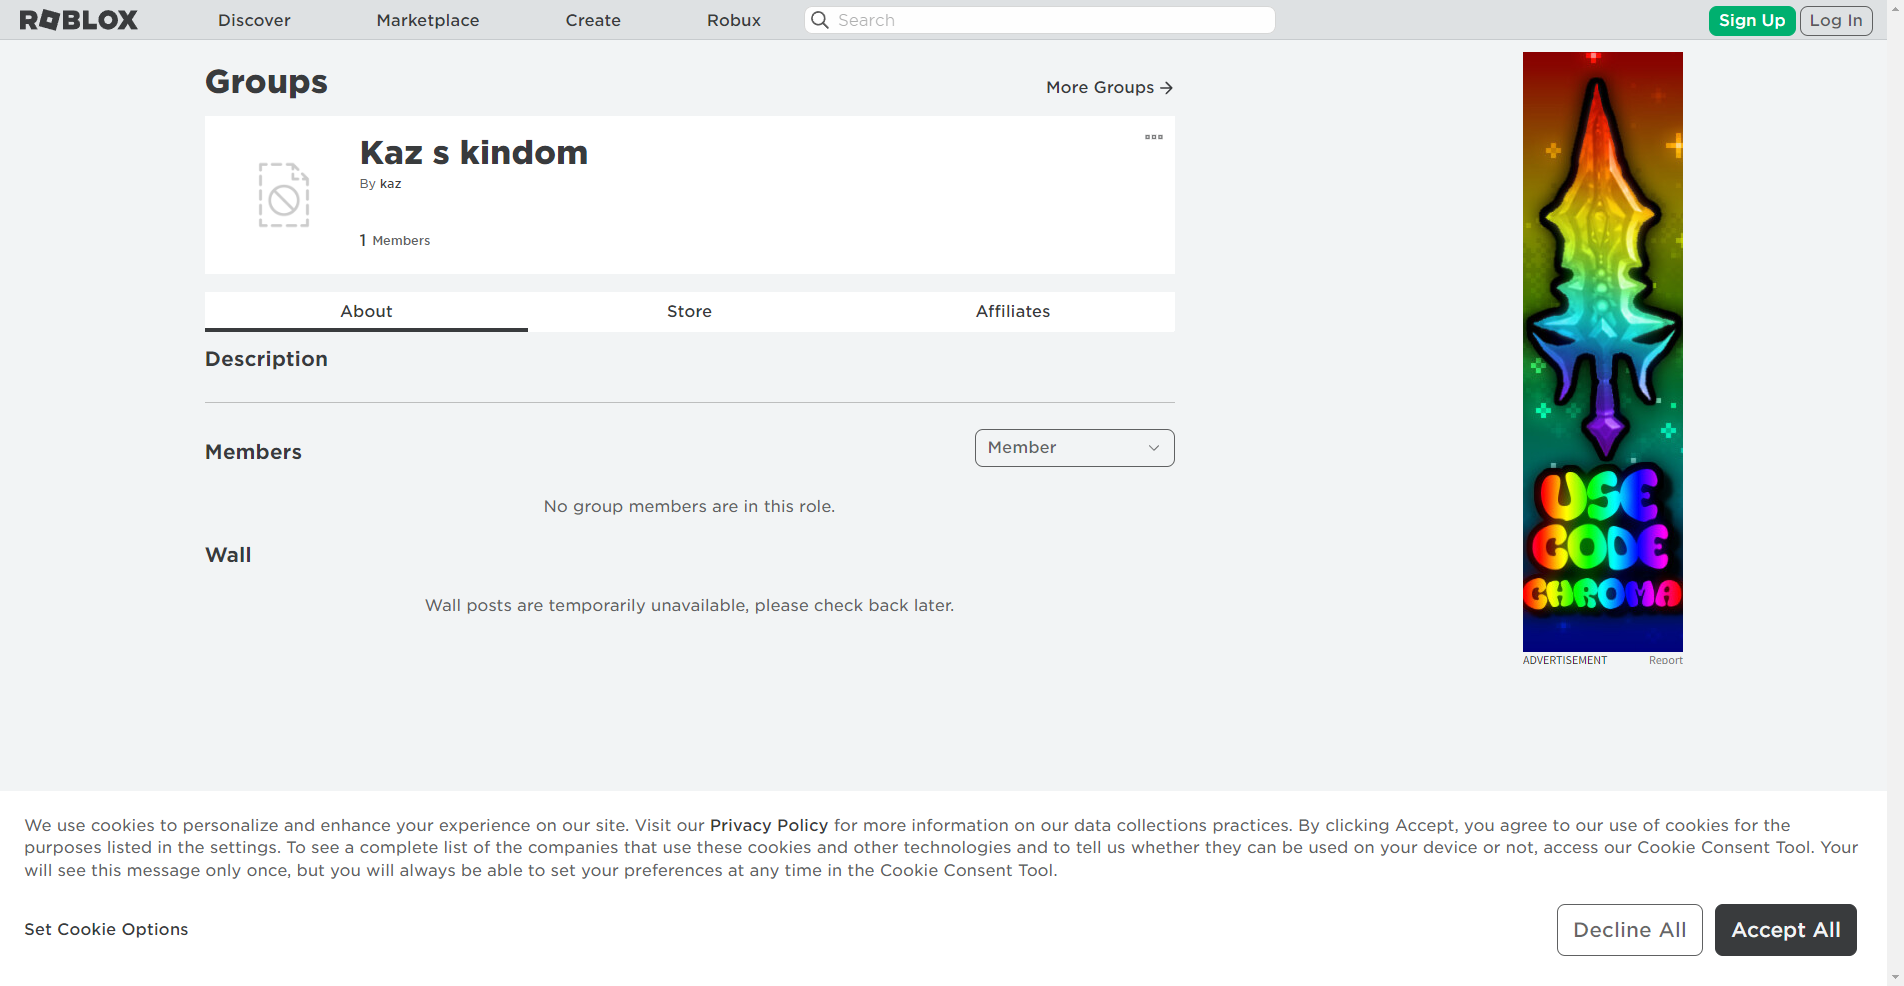 ROBLOX
Discover
Marketplace
Create
Robux
Search
Sign Up
Log In
Groups
More Groups
Kaz s kindom
By kaz
1 Members
About
Store
Affiliates
Description
Members
Member
No group members are in this role.
Wall
Wall posts are temporarily unavailable, please check back later.
USE
CODE
CHROMA
ADVERTISEMENT
Report
We use cookies to personalize and enhance your experience on our site. Visit our Privacy Policy for more information on our data collections practices. By clicking Accept, you agree to our use of cookies for the
purposes listed in the settings. To see a complete list of the companies that use these cookies and other technologies and to tell us whether they can be used on your device or not, access our Cookie Consent Tool. Your
will see this message only once, but you will always be able to set your preferences at any time in the Cookie Consent Tool.
Set Cookie Options
Decline All
Accept All